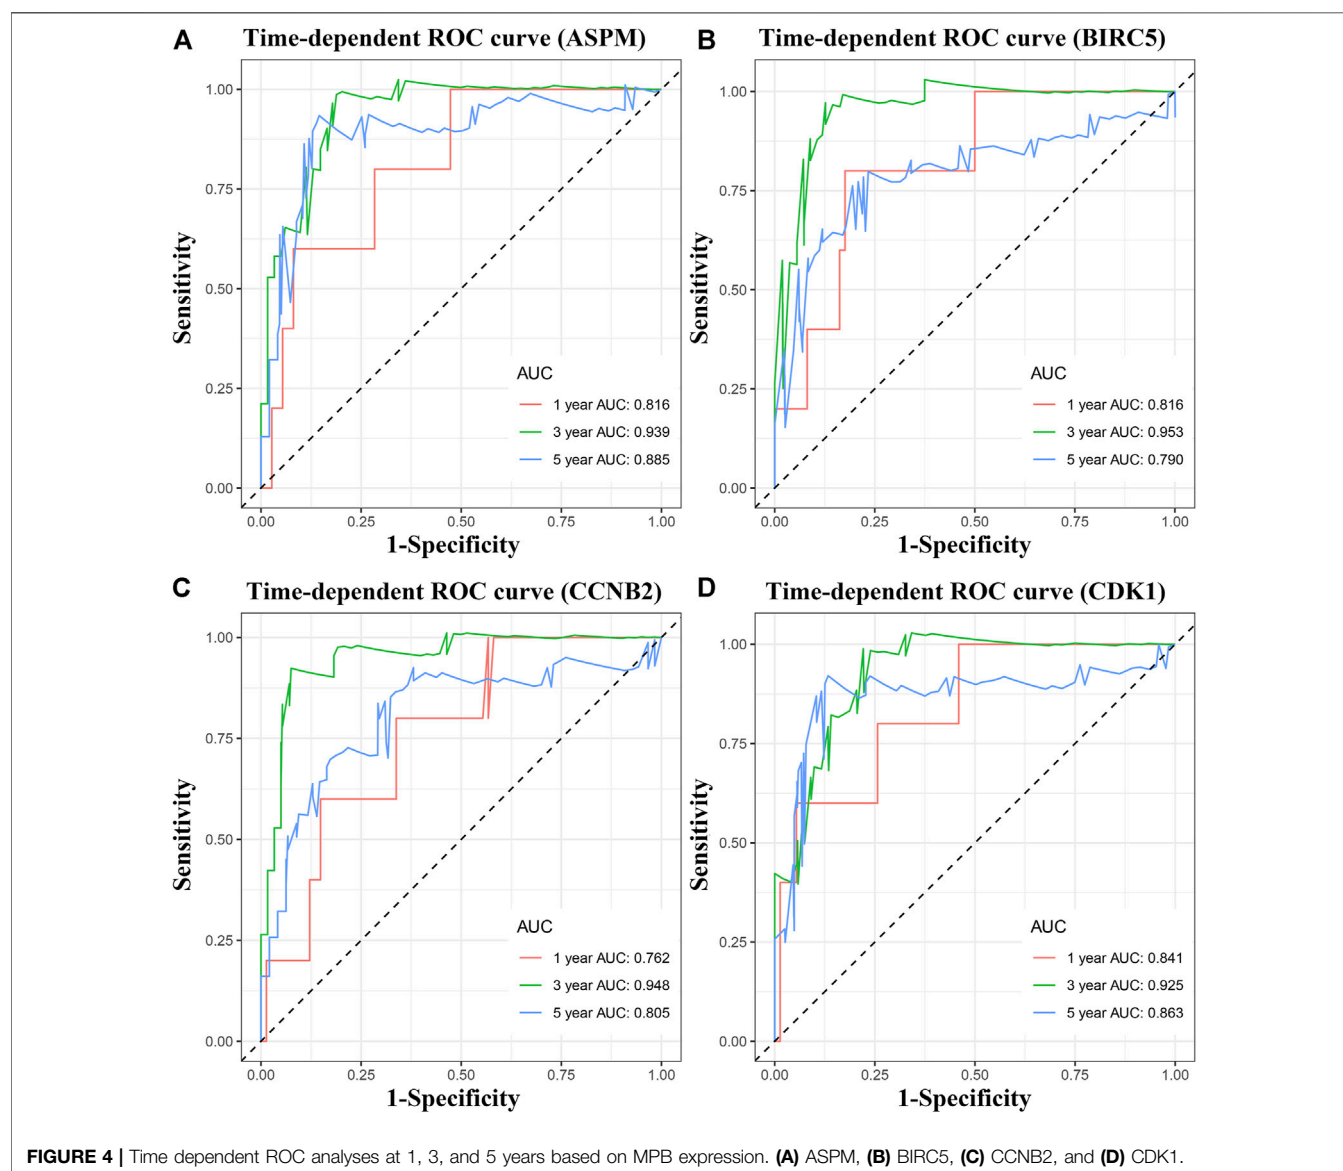 A
Time-dependent ROC curve (ASPM)
Sensitivity
1.00
0.75
0.50
0.25
0.00
AUC
1 year AUC: 0.816
3 year AUC: 0.939
5 year AUC: 0.885
0.00 0.25 0.50 0.75 1.00
1-Specificity
B
Time-dependent ROC curve (BIRC5)
Sensitivity
1.00
0.75
0.50
0.25
0.00
AUC
1 year AUC: 0.816
3 year AUC: 0.953
5 year AUC: 0.790
0.00 0.25 0.50 0.75 1.00
1-Specificity
C
Time-dependent ROC curve (CCNB2)
Sensitivity
1.00
0.75
0.50
0.25
0.00
AUC
1 year AUC: 0.762
3 year AUC: 0.948
5 year AUC: 0.805
0.00 0.25 0.50 0.75 1.00
1-Specificity
D
Time-dependent ROC curve (CDK1)
Sensitivity
1.00
0.75
0.50
0.25
0.00
AUC
1 year AUC: 0.841
3 year AUC: 0.925
5 year AUC: 0.863
0.00 0.25 0.50 0.75 1.00
1-Specificity
FIGURE 4 | Time dependent ROC analyses at 1, 3, and 5 years based on MPB expression. (A) ASPM, (B) BIRC5, (C) CCNB2, and (D) CDK1.